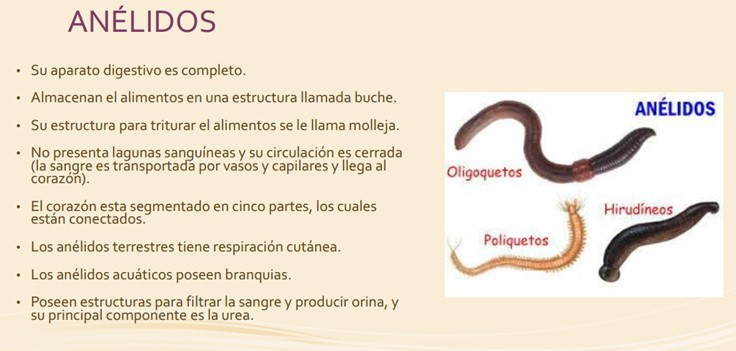 ANÉLIDOS
• Su aparato digestivo es completo.
• Almacenan el alimentos en una estructura llamada buche.
• Su estructura para triturar el alimentos se le llama molleja.
• No presenta lagunas sanguíneas y su circulación es cerrada
(la sangre es transportada por vasos y capilares y llega al
corazón).
• El corazón esta segmentado en cinco partes, los cuales
están conectados.
• Los anélidos terrestres tiene respiración cutánea.
• Los anélidos acuáticos poseen branquias.
• Poseen estructuras para filtrar la sangre y producir orina, y
su principal componente es la urea.
ANÉLIDOS
Oligoquetos
Hirudíneos
Poliquetos